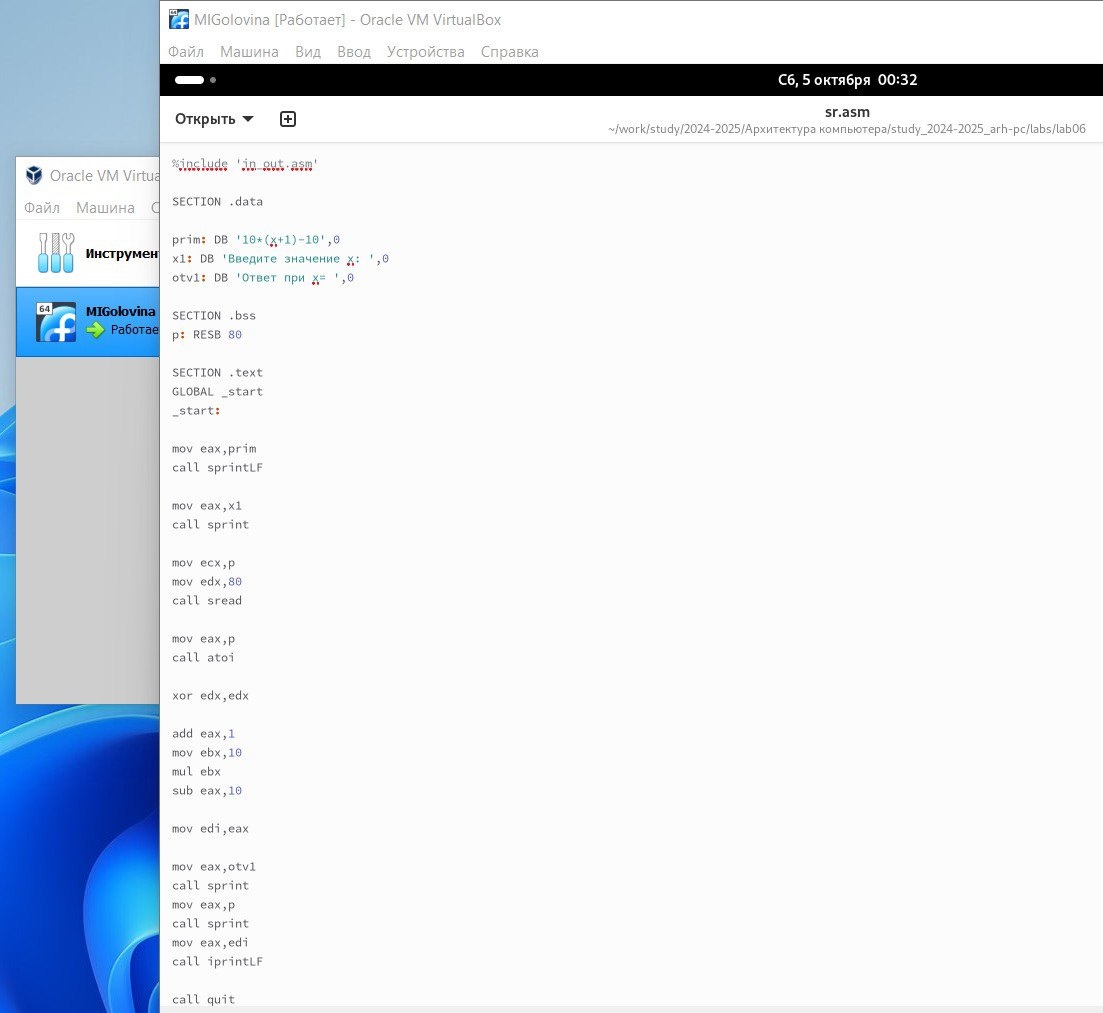 MIGolovina [Работает] - Oracle VM VirtualBox
Файл Машина Вид Ввод Устройства Справка
Сб, 5 октября 00:32
Открыть
sr.asm
~/work/study/2024-2025/Архитектура компьютера/study_2024-2025_arh-pc/labs/lab06
Oracle VM Virtua
Файл Машина С
Инструмен
64
MIGolovina
Работае
%include 'in_out.asm'
SECTION .data
prim: DB '10*(x+1)-10',0
x1: DB 'Введите значение x: ',0
otv1: DB 'Ответ при x= ',0
SECTION .bss
p: RESB 80
SECTION .text
GLOBAL _start
_start:
mov eax,prim
call sprintLF
mov eax,x1
call sprint
mov ecx,p
mov edx,80
call sread
mov eax,p
call atoi
xor edx,edx
add eax,1
mov ebx,10
mul ebx
sub eax,10
mov edi,eax
mov eax,otv1
call sprint
mov eax,p
call sprint
mov eax,edi
call iprintLF
call quit